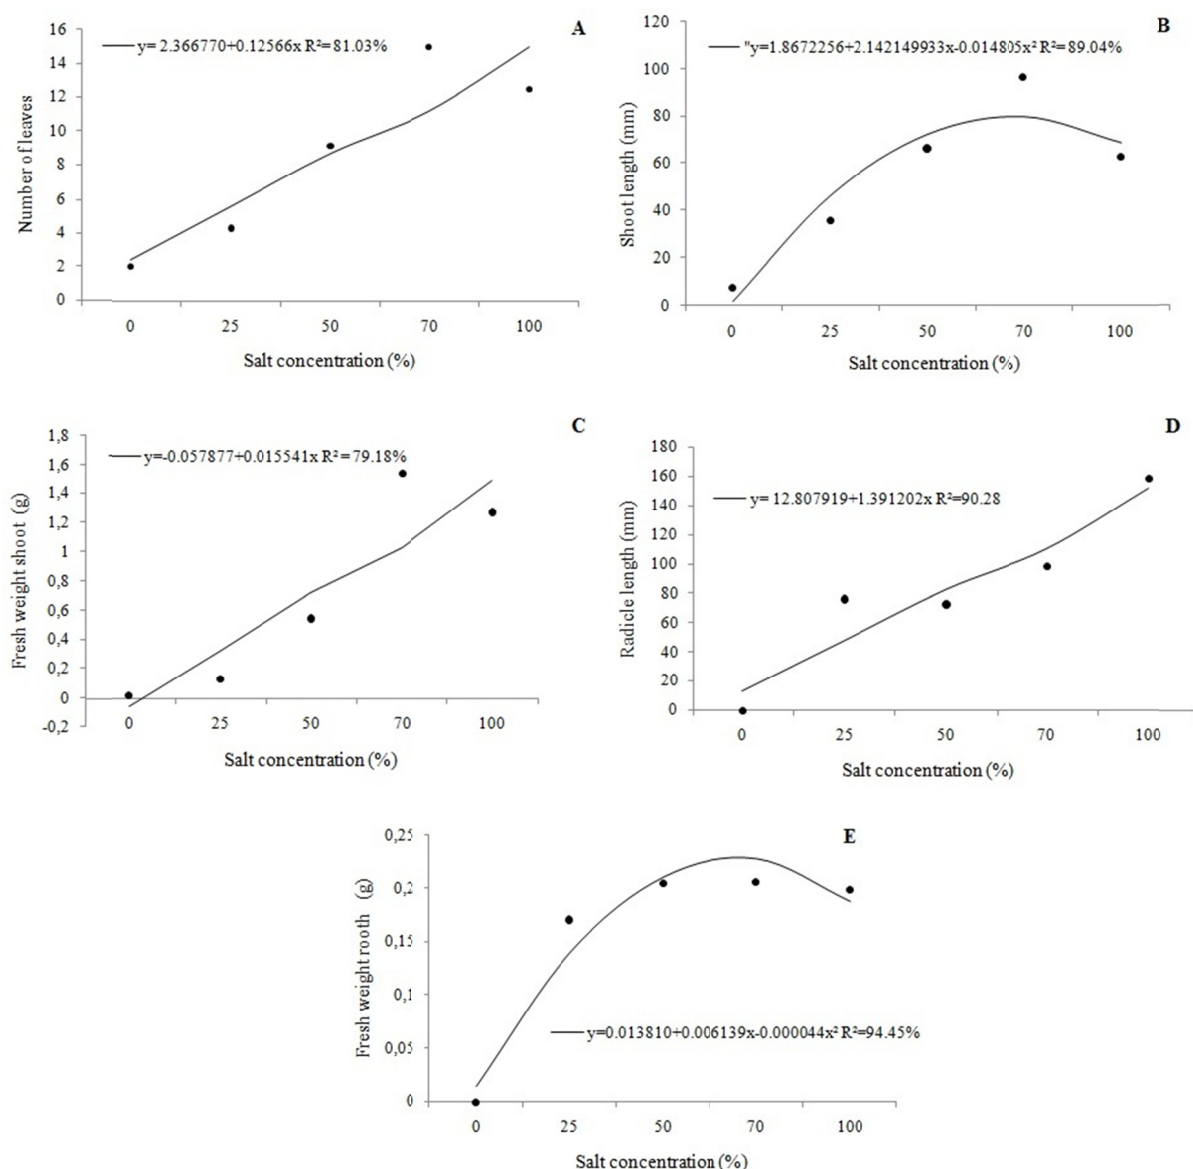 A
y= 2.366770+0.12566x R²=81.03%
Number of leaves
16
14
12
10
8
6
4
2
0
0 25 50 70 100
Salt concentration (%)
B
"y=1.8672256+2.142149933x-0.014805x² R²=89.04%
Shoot length (mm)
120
100
80
60
40
20
0
0 25 50 70 100
Salt concentration (%)
C
y=-0.057877+0.015541x R² = 79.18%
Fresh weight shoot (g)
1,8
1,6
1,4
1,2
1
0,8
0,6
0,4
0,2
0
-0,2
0 25 50 70 100
Salt concentration (%)
D
y= 12.807919+1.391202x R²=90.28
Radicle length (mm)
180
160
140
120
100
80
60
40
20
0
0 25 50 70 100
Salt concentration (%)
E
Fresh weight rooth (g)
0,25
0,2
0,15
0,1
0,05
0
y=0.013810+0.006139x-0.000044x² R²=94.45%
0 25 50 70 100
Salt concentration (%)